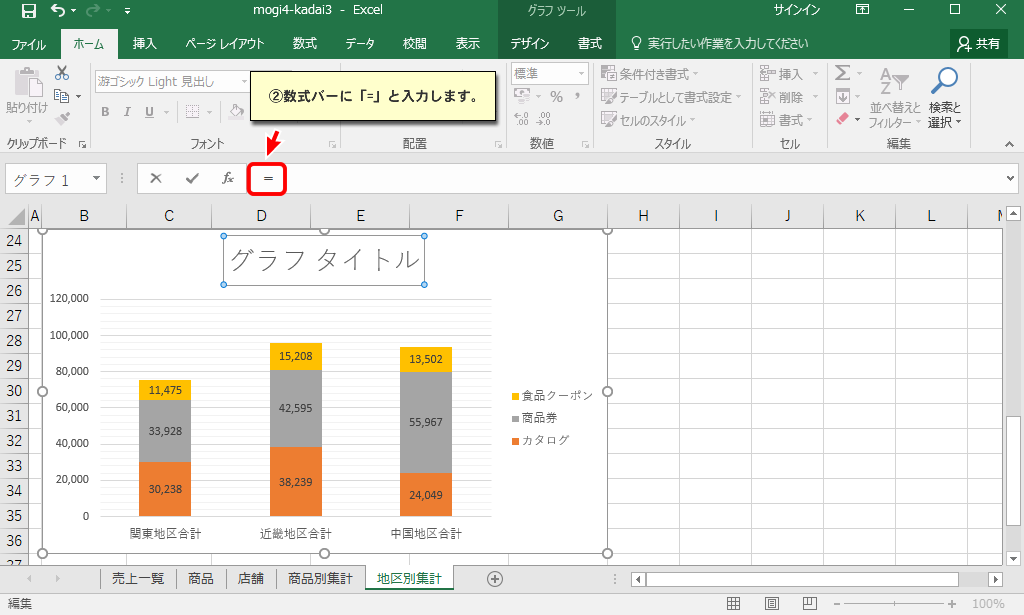 mogi4-kadai3 - Excel
グラフ ツール
サインイン
ファイル ホーム 挿入 ページ レイアウト 数式 データ 校閲 表示 デザイン 書式 実行したい作業を入力してください 共有
貼り付け
クリップボード
游ゴシック Light 見出し
B I U
フォント
②数式バーに「=」と入力します。
配置
標準
% ,
数値
条件付き書式
テーブルとして書式設定
セルのスタイル
スタイル
挿入
削除
書式
セル
並べ替えと
フィルター
検索と
選択
編集
グラフ 1
fx =
A B C D E F G H I J K L M
24
25
26
27
28
29
30
31
32
33
34
35
36
37
グラフ タイトル
120,000
100,000
80,000
60,000
40,000
20,000
0
11,475
33,928
30,238
15,208
42,595
38,239
13,502
55,967
24,049
関東地区合計 近畿地区合計 中国地区合計
食品クーポン
商品券
カタログ
売上一覧 商品 店舗 商品別集計 地区別集計
編集
100%